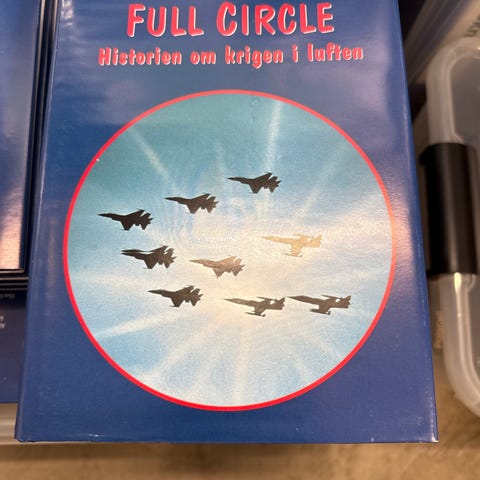 FULL CIRCLE
Historien om krigen i luften